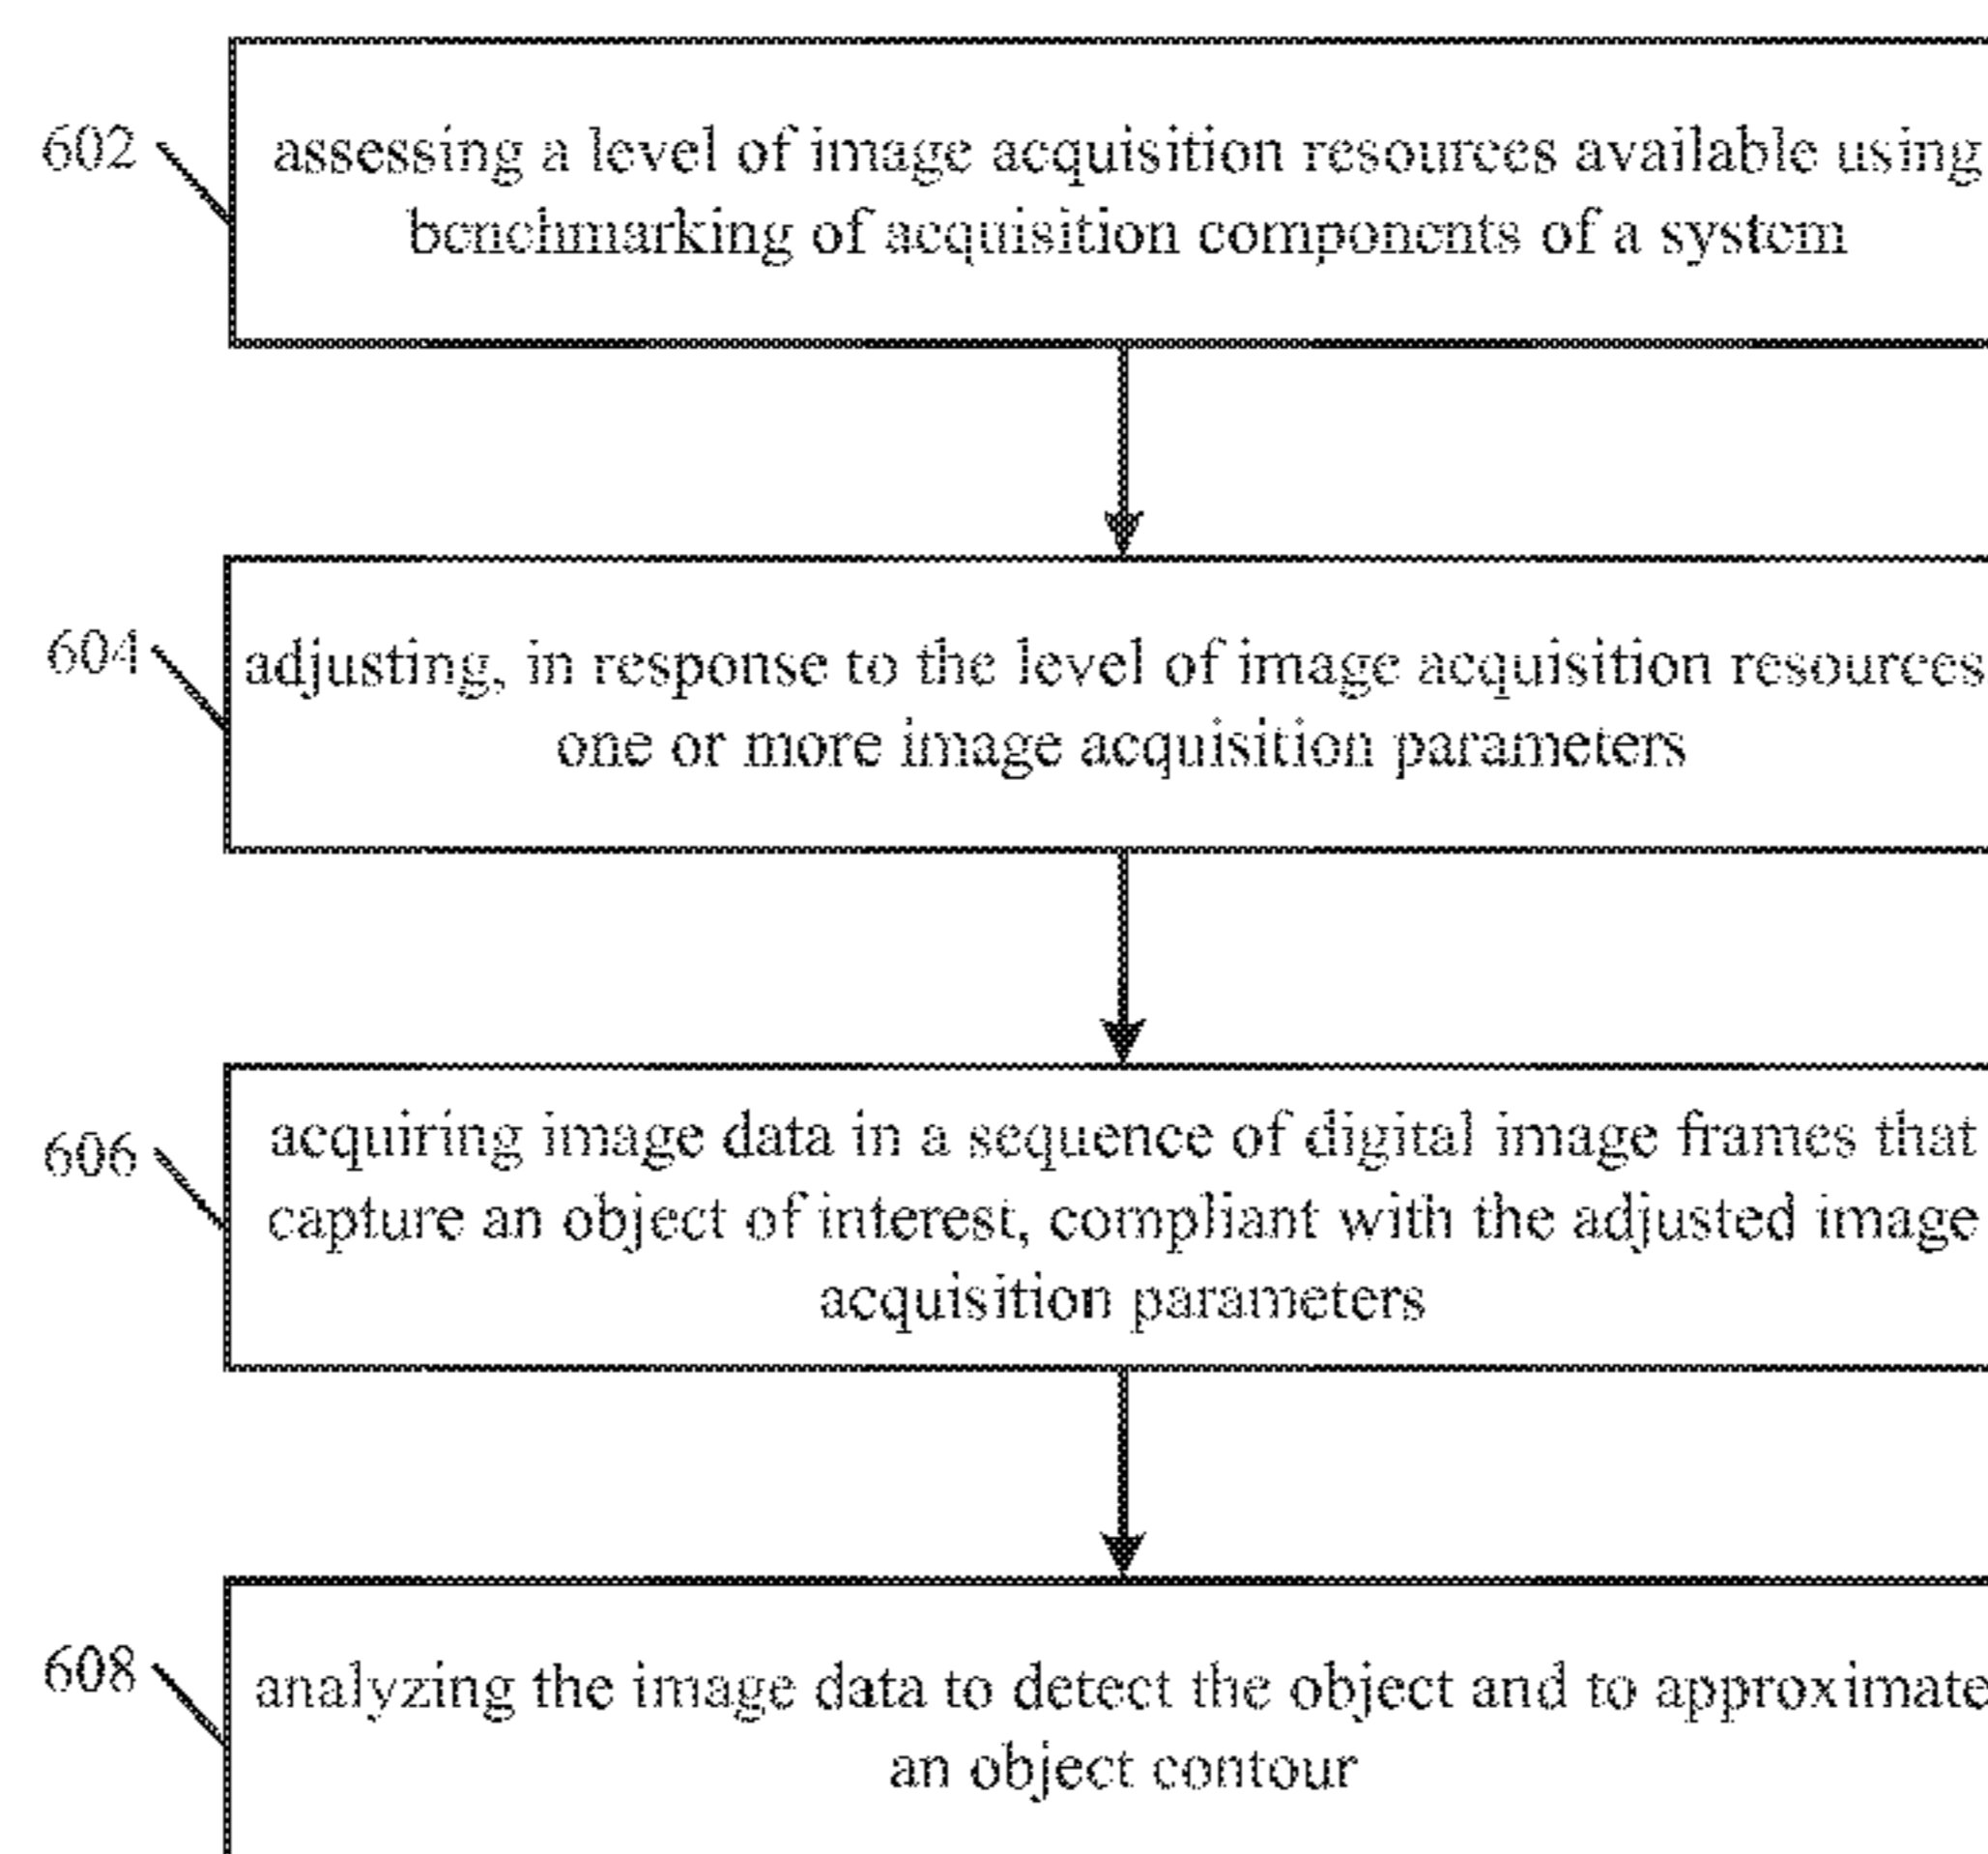 602
assessing a level of image acquisition resources available using
benchmarking of acquisition components of a system
604
adjusting, in response to the level of image acquisition resources
one or more image acquisition parameters
606
acquiring image data in a sequence of digital image frames that
capture an object of interest, compliant with the adjusted image
acquisition parameters
608
analyzing the image data to detect the object and to approximate
an object contour